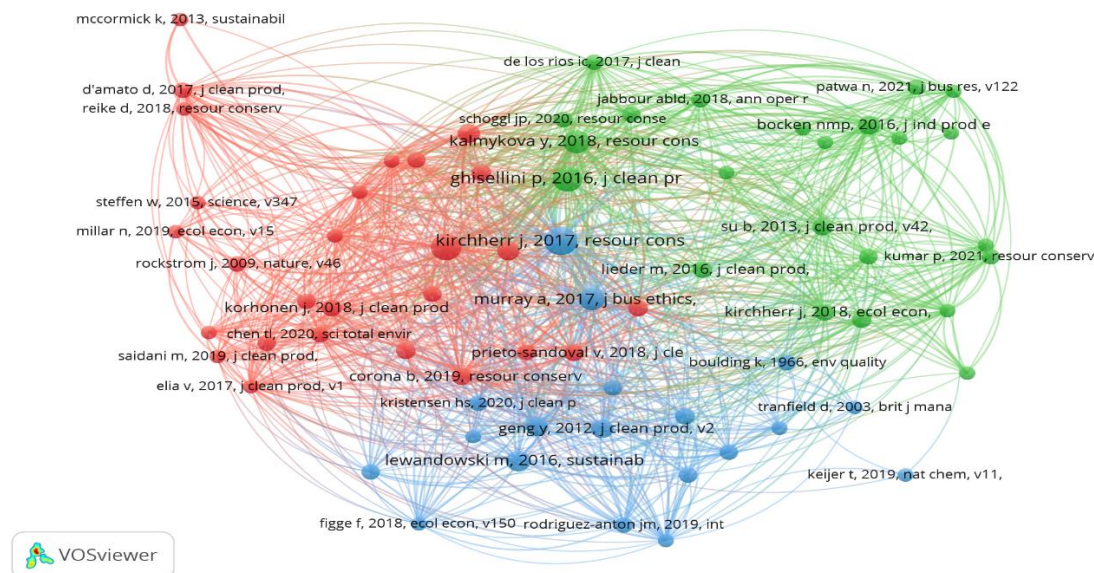 mccormick k, 2013, sustainabil
de los rios ic, 2017, j clean
d'amato d, 2017, j clean prod,
patwa n, 2021, j bus res, v122
jabbour abld, 2018, ann oper r
reike d, 2018, resour conserv
schoggl jp, 2020, resour conse
bocken nmp, 2016, j ind prod e
kalmykova y, 2018, resour cons
ghisellini p, 2016, j clean pr
steffen w, 2015, science, v347
su b, 2013, j clean prod, v42,
millar n, 2019, ecol econ, v15
kirchherr j, 2017, resour cons
kumar p, 2021, resour conserv
rockstrom j, 2009, nature, v46
lieder m, 2016, j clean prod,
murray a, 2017, j bus ethics,
korhonen j, 2018, j clean prod
kirchherr j, 2018, ecol econ,
chen tl, 2020, sci total envir
saidani m, 2019, j clean prod,
prieto-sandoval v, 2018, j cle
boulding k, 1966, env quality
corona b, 2019, resour conserv
elia v, 2017, j clean prod, v1
kristensen hs, 2020, j clean p
tranfield d, 2003, brit j mana
geng y, 2012, j clean prod, v2
lewandowski m, 2016, sustainab
keijer t, 2019, nat chem, v11,
figge f, 2018, ecol econ, v150
rodriguez-anton jm, 2019, int
VOSviewer